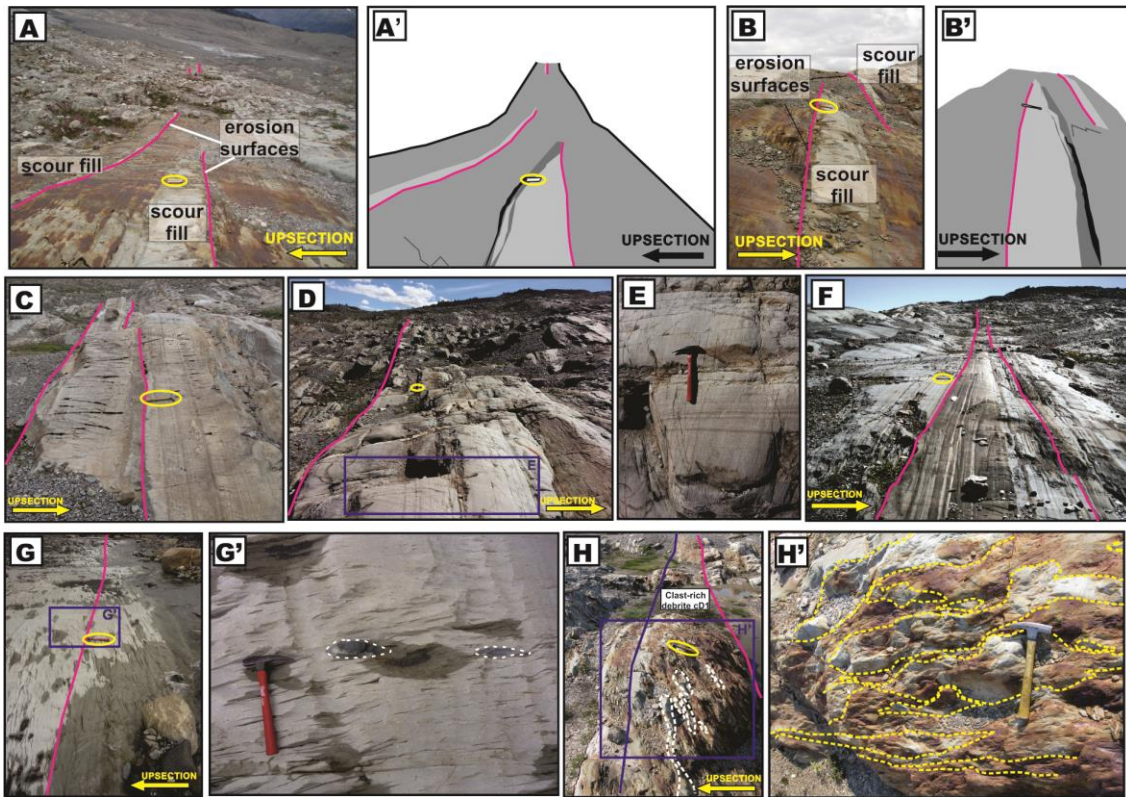 A
erosion
surfaces
scour fill
scour
fill
UPSECTION
A'
UPSECTION
B
scour
fill
erosion
surfaces
scour
fill
UPSECTION
B'
UPSECTION
C
UPSECTION
D
E
UPSECTION
E
F
UPSECTION
G
G'
UPSECTION
G'
H
Clast-rich
debrite cD1
H'
UPSECTION
H'